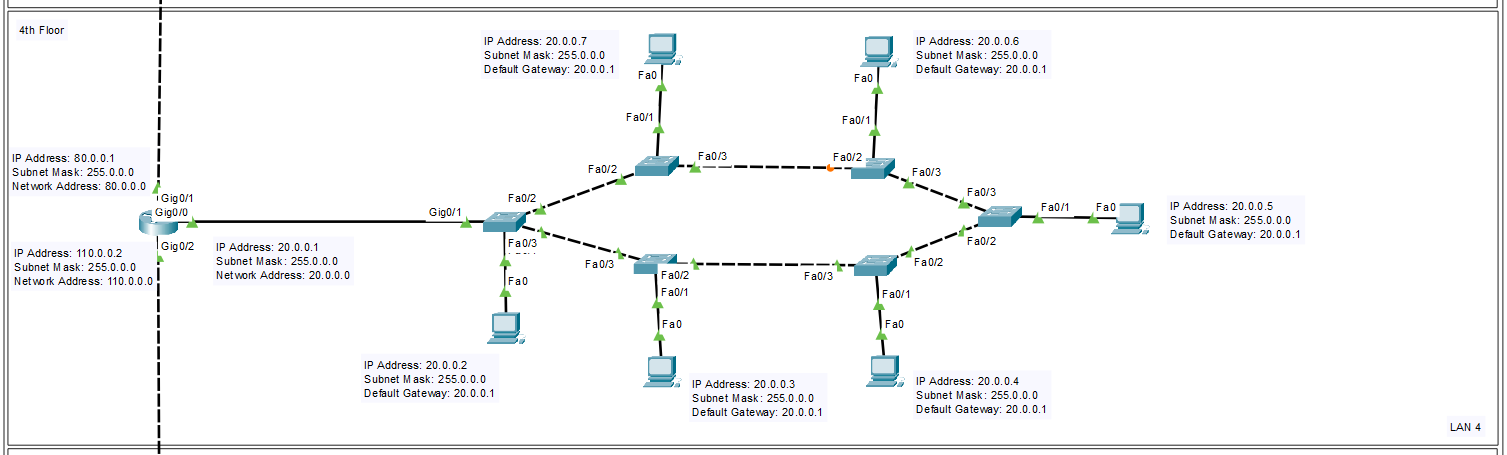 4th Floor
IP Address: 20.0.0.7
Subnet Mask: 255.0.0.0
Default Gateway: 20.0.0.1
Fa0
Fa0/1
IP Address: 20.0.0.6
Subnet Mask: 255.0.0.0
Default Gateway: 20.0.0.1
Fa0
Fa0/1
IP Address: 80.0.0.1
Subnet Mask: 255.0.0.0
Network Address: 80.0.0.0
Gig0/1
Gig0/0
Gig0/2
IP Address: 110.0.0.2
Subnet Mask: 255.0.0.0
Network Address: 110.0.0.0
IP Address: 20.0.0.1
Subnet Mask: 255.0.0.0
Network Address: 20.0.0.0
Gig0/1
Fa0/2
Fa0/3
Fa0
Fa0/2
Fa0/3
Fa0/2
Fa0/3
Fa0/3
Fa0/1
Fa0
Fa0/2
IP Address: 20.0.0.5
Subnet Mask: 255.0.0.0
Default Gateway: 20.0.0.1
Fa0/3
Fa0/2
Fa0/1
Fa0
Fa0/3
Fa0/2
Fa0/1
Fa0
IP Address: 20.0.0.2
Subnet Mask: 255.0.0.0
Default Gateway: 20.0.0.1
IP Address: 20.0.0.3
Subnet Mask: 255.0.0.0
Default Gateway: 20.0.0.1
IP Address: 20.0.0.4
Subnet Mask: 255.0.0.0
Default Gateway: 20.0.0.1
LAN 4